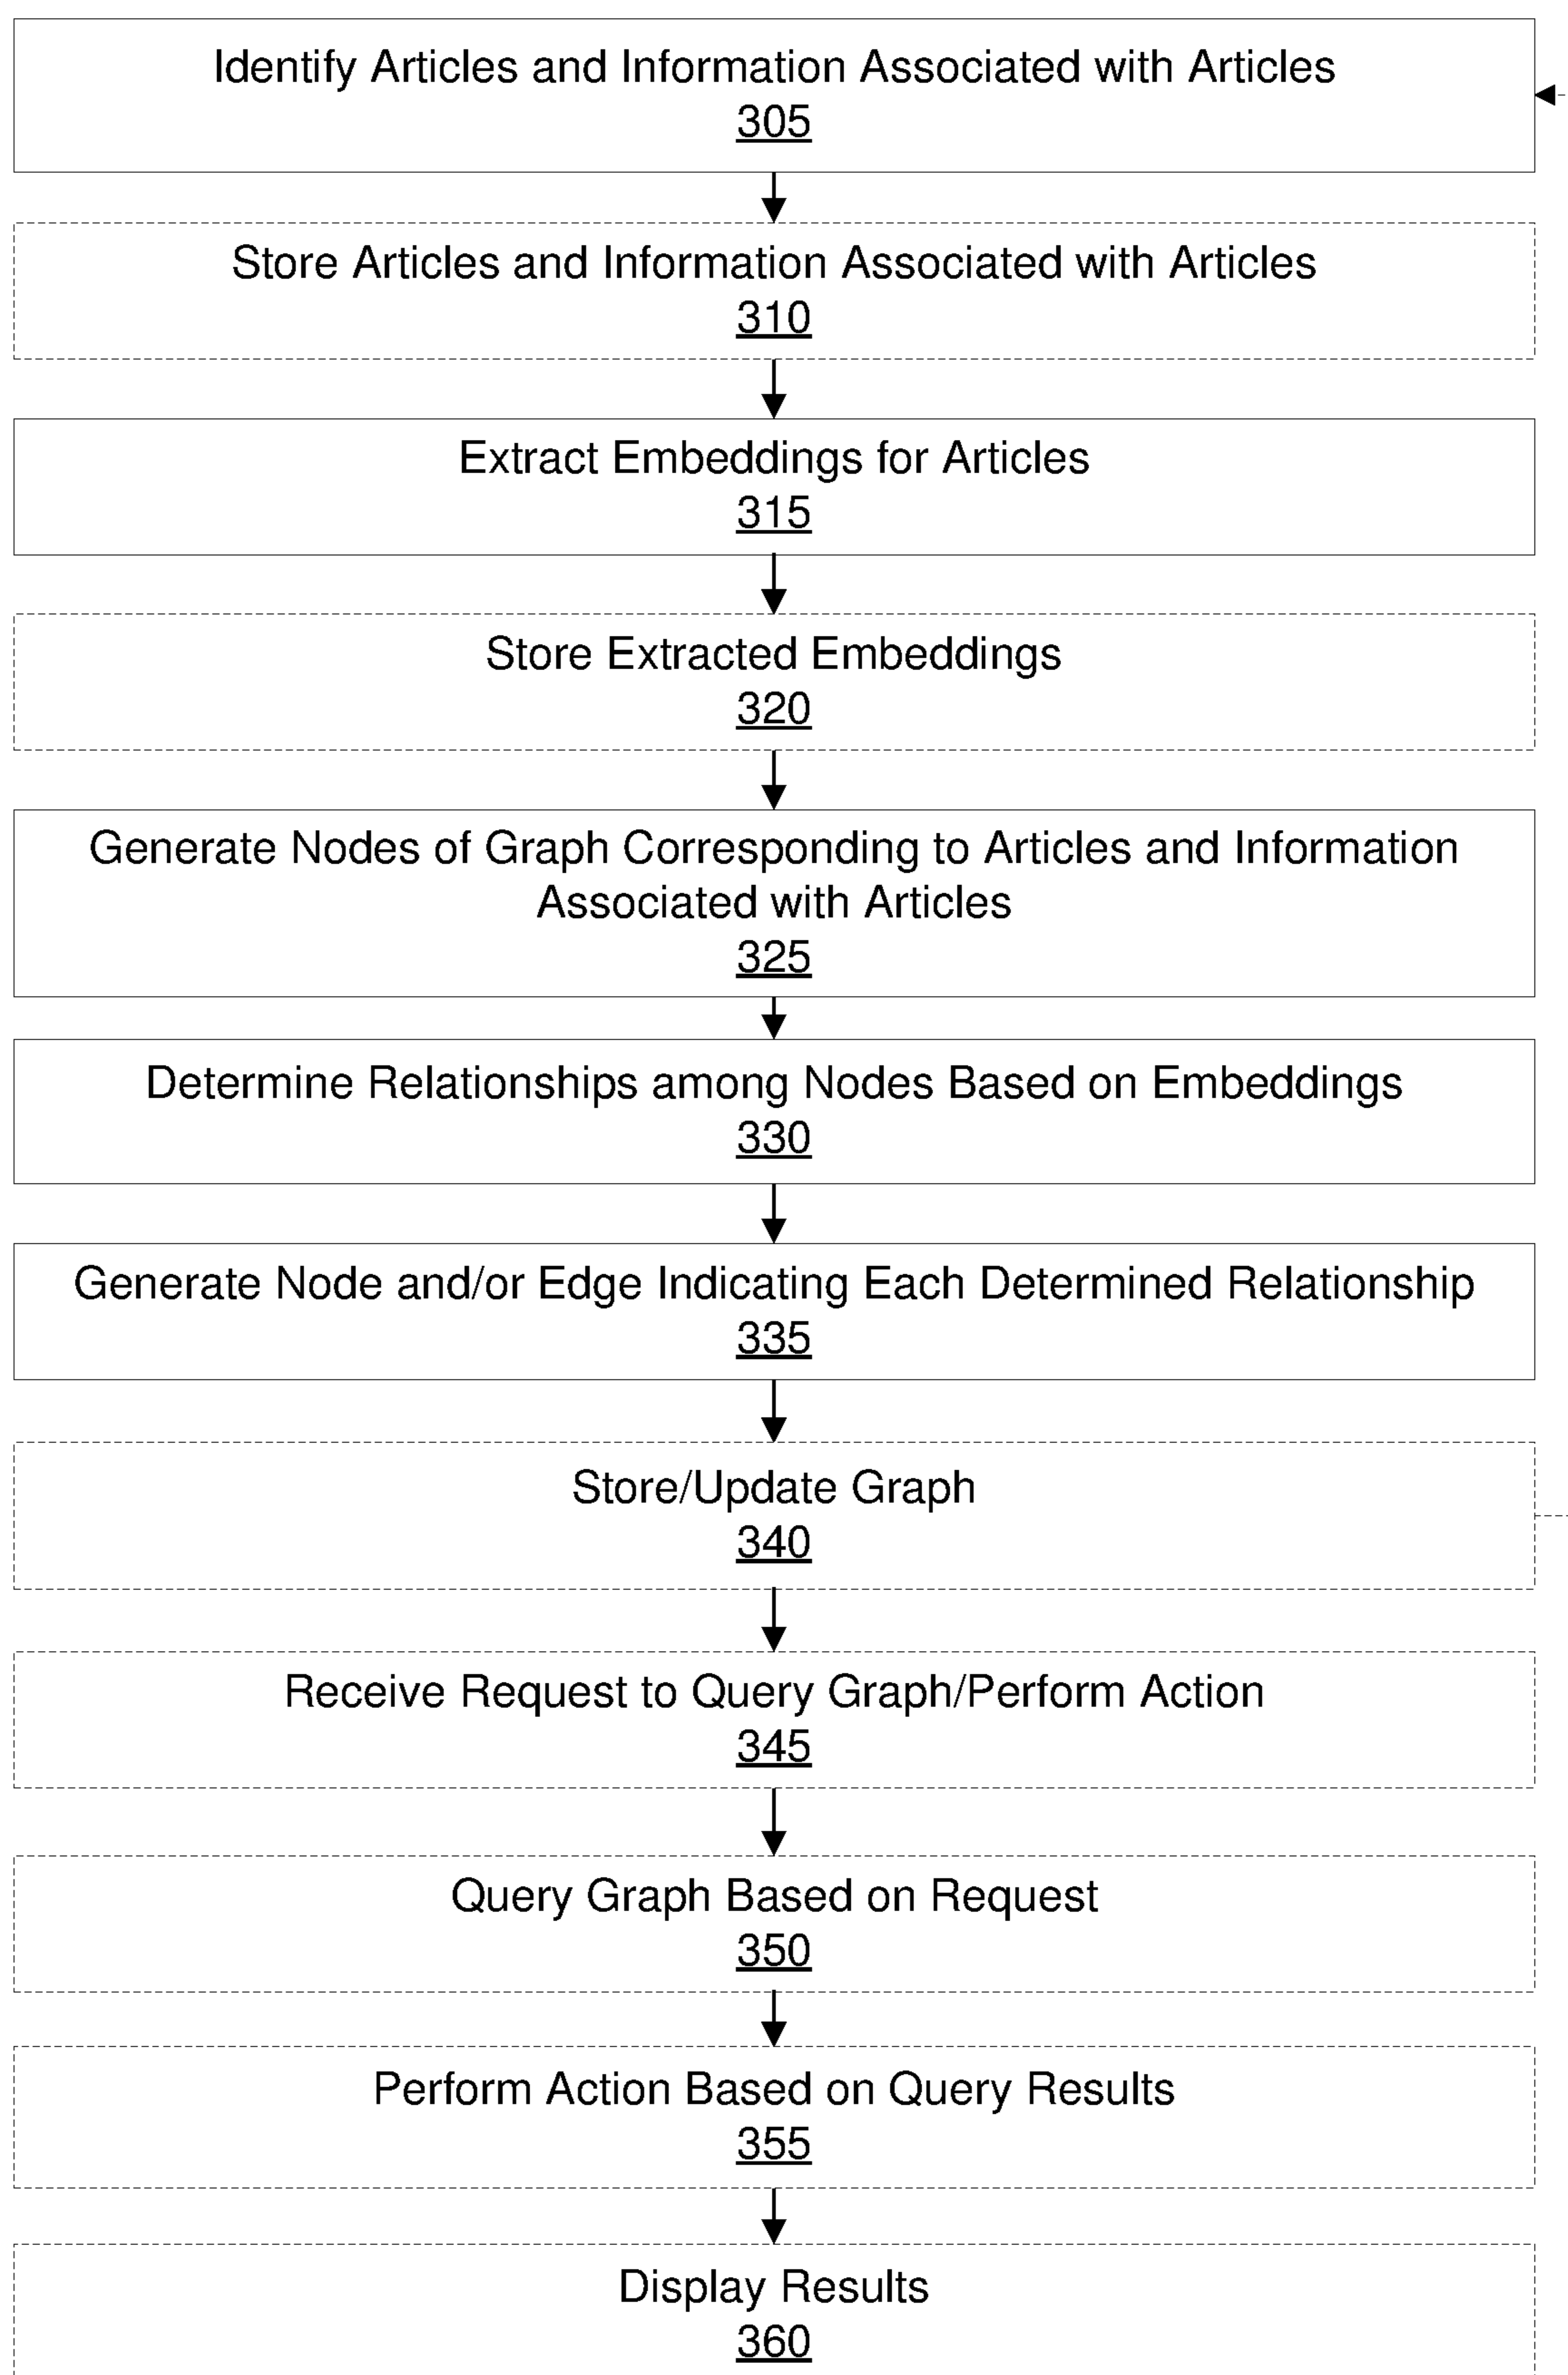 Identify Articles and Information Associated with Articles
305
Store Articles and Information Associated with Articles
310
Extract Embeddings for Articles
315
Store Extracted Embeddings
320
Generate Nodes of Graph Corresponding to Articles and Information
Associated with Articles
325
Determine Relationships among Nodes Based on Embeddings
330
Generate Node and/or Edge Indicating Each Determined Relationship
335
Store/Update Graph
340
Receive Request to Query Graph/Perform Action
345
Query Graph Based on Request
350
Perform Action Based on Query Results
355
Display Results
360